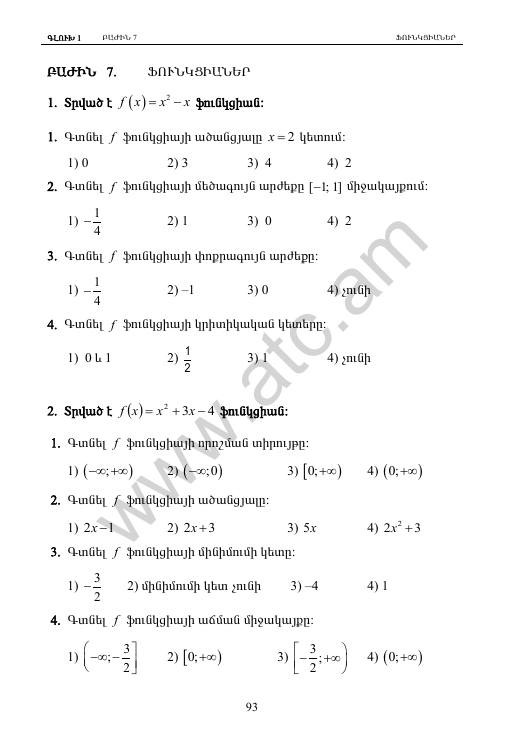 ԳԼՈՒԽ 1 ԲԱԺԻՆ 7 ՖՈՒՆԿՑԻԱՆԵՐ
ԲԱԺԻՆ 7. ՖՈՒՆԿՑԻԱՆԵՐ
1. Տրված է f(x) = x² − x ֆունկցիան:
1. Գտնել f ֆունկցիայի ածանցյալը x = 2 կետում:
1) 0 2) 3 3) 4 4) 2
2. Գտնել f ֆունկցիայի մեծագույն արժեքը [−1; 1] միջակայքում:
1) −1/4 2) 1 3) 0 4) 2
3. Գտնել f ֆունկցիայի փոքրագույն արժեքը:
1) −1/4 2) −1 3) 0 4) չունի
4. Գտնել f ֆունկցիայի կրիտիկական կետերը:
1) 0 և 1 2) 1/2 3) 1 4) չունի
2. Տրված է f(x) = x² + 3x − 4 ֆունկցիան:
1. Գտնել f ֆունկցիայի որոշման տիրույթը:
1) (−∞; +∞) 2) (−∞; 0) 3) [0; +∞) 4) (0; +∞)
2. Գտնել f ֆունկցիայի ածանցյալը:
1) 2x − 1 2) 2x + 3 3) 5x 4) 2x² + 3
3. Գտնել f ֆունկցիայի մինիմումի կետը:
1) −3/2 2) մինիմումի կետ չունի 3) −4 4) 1
4. Գտնել f ֆունկցիայի աճման միջակայքը:
1) (−∞; −3/2] 2) [0; +∞) 3) [−3/2; +∞) 4) (0; +∞)
www.atc.am
93